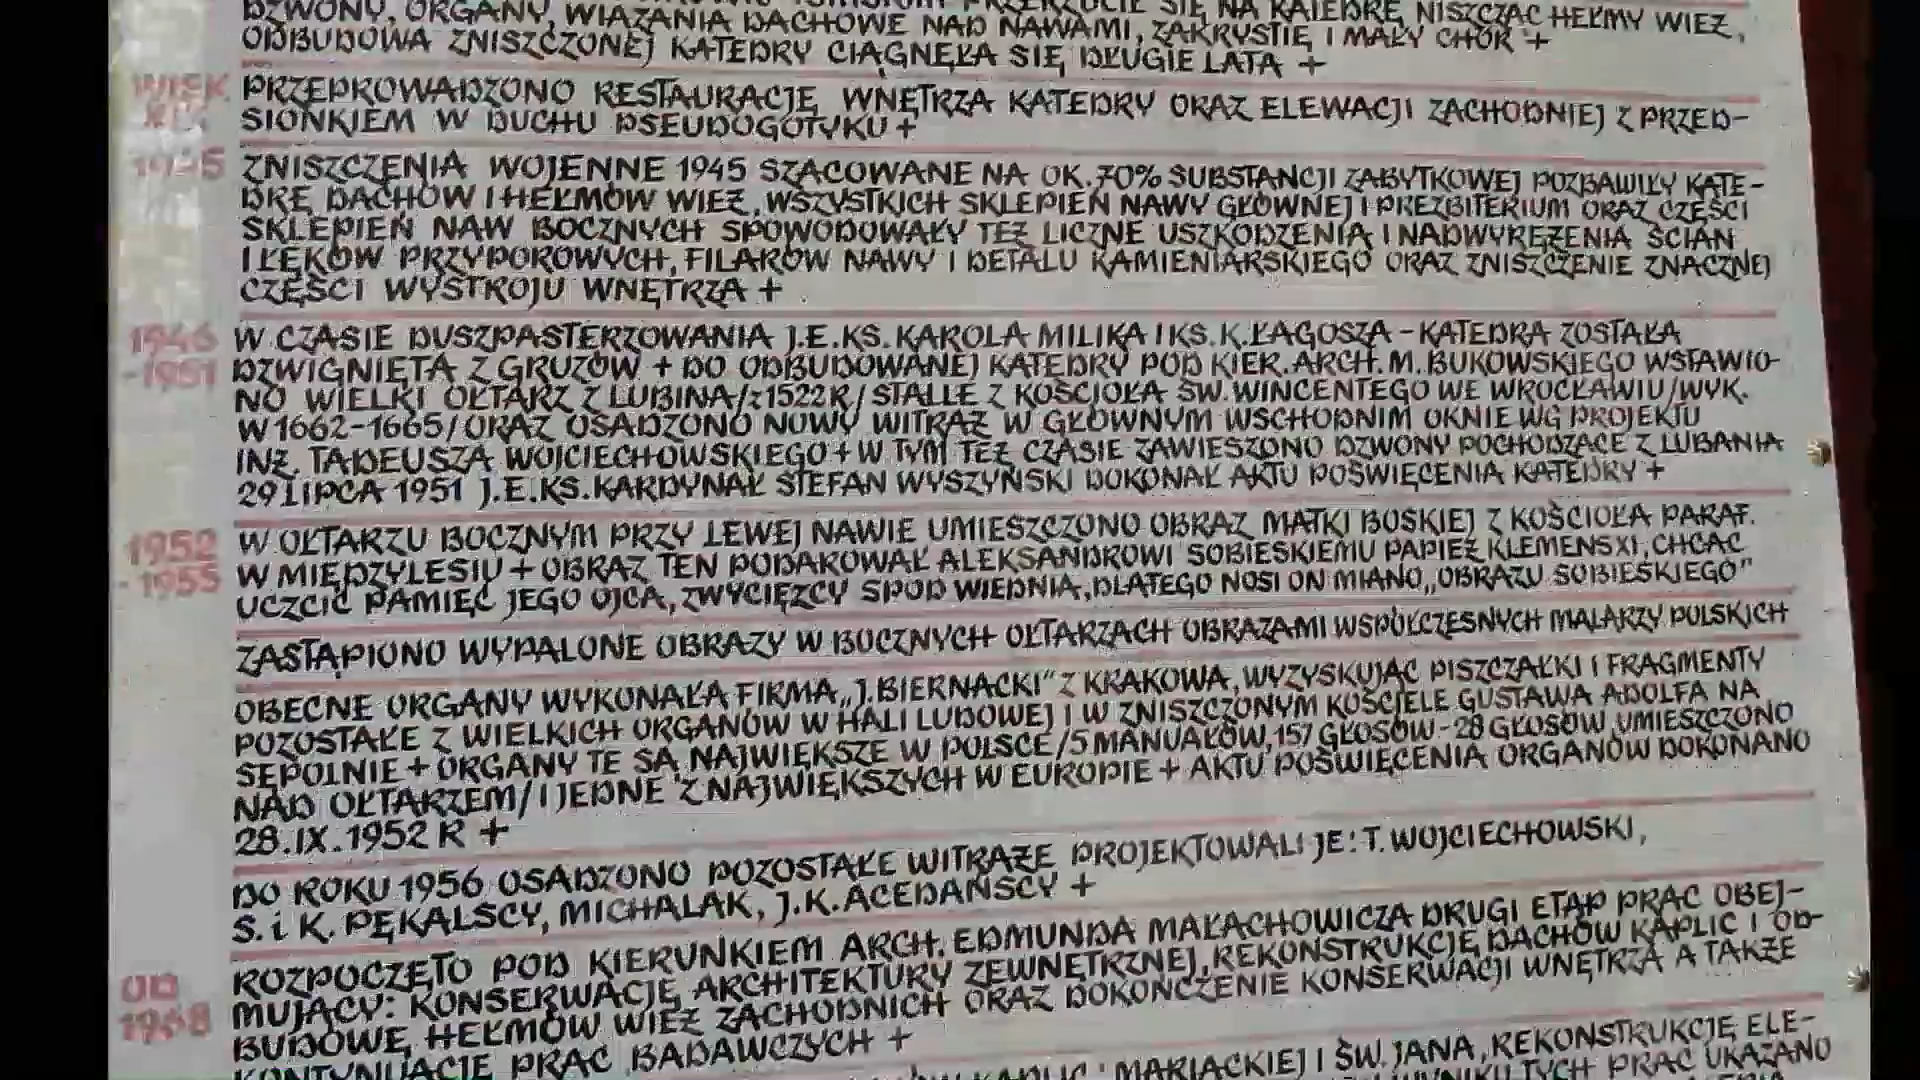 DZWONY, ORGANY, WIĄZANIA DACHOWE NAD NAWAMI, ZAKRYSTIĘ I MAŁY CHÓR +
SIĘ NA KATEDRĘ, NISZCZĄC HEŁMY WIEŻ,
ODBUDOWA ZNISZCZONEJ KATEDRY CIĄGNĘŁA SIĘ DŁUGIE LATA +
WIEK XIX PRZEPROWADZONO RESTAURACJĘ WNĘTRZA KATEDRY ORAZ ELEWACJI ZACHODNIEJ Z PRZED-
SIONKIEM W DUCHU PSEUDOGOTYKU +
1945 ZNISZCZENIA WOJENNE 1945 SZACOWANE NA OK. 70% SUBSTANCJI ZABYTKOWEJ POZBAWIŁY KATE-
DRĘ DACHÓW I HEŁMÓW WIEŻ, WSZYSTKICH SKLEPIEŃ NAWY GŁÓWNEJ I PREZBITERIUM ORAZ CZĘŚCI
SKLEPIEŃ NAW BOCZNYCH SPOWODOWAŁY TEŻ LICZNE USZKODZENIA I NADWYRĘŻENIA ŚCIAN
I ŁĘKÓW PRZYPOROWYCH, FILARÓW NAWY I DETALU KAMIENIARSKIEGO ORAZ ZNISZCZENIE ZNACZNEJ
CZĘŚCI WYSTROJU WNĘTRZA +
1946 W CZASIE DUSZPASTERZOWANIA J.E.KS. KAROLA MILIKA I KS. K. ŁAGOSZA - KATEDRA ZOSTAŁA
-1951 DZWIGNIĘTA Z GRUZÓW + DO ODBUDOWANEJ KATEDRY POD KIER. ARCH. M. BUKOWSKIEGO WSTAWIO-
NO WIELKI OŁTARZ Z LUBINA /z 1522 R/ STALLE Z KOŚCIOŁA ŚW. WINCENTEGO WE WROCŁAWIU /WYK.
W 1662-1665/ ORAZ OSADZONO NOWY WITRAŻ W GŁÓWNYM WSCHODNIM OKNIE WG PROJEKTU
INŻ. TADEUSZA WOJCIECHOWSKIEGO + W TYM TEŻ CZASIE ZAWIESZONO DZWONY POCHODZĄCE Z LUBANIA
29 LIPCA 1951 J.E.KS. KARDYNAŁ STEFAN WYSZYŃSKI DOKONAŁ AKTU POŚWIĘCENIA KATEDRY +
1952 W OŁTARZU BOCZNYM PRZY LEWEJ NAWIE UMIESZCZONO OBRAZ MATKI BOSKIEJ Z KOŚCIOŁA PARAF.
-1955 W MIĘDZYLESIU + OBRAZ TEN PODAROWAŁ ALEKSANDROWI SOBIESKIEMU PAPIEŻ KLEMENS XI, CHCĄC
UCZCIĆ PAMIĘĆ JEGO OJCA, ZWYCIĘZCY SPOD WIEDNIA, DLATEGO NOSI ON MIANO „OBRAZU SOBIESKIEGO"
ZASTĄPIONO WYPALONE OBRAZY W BOCZNYCH OŁTARZACH OBRAZAMI WSPÓŁCZESNYCH MALARZY POLSKICH
OBECNE ORGANY WYKONAŁA FIRMA „J. BIERNACKI" Z KRAKOWA, WYZYSKUJĄC PISZCZAŁKI I FRAGMENTY
POZOSTAŁE Z WIELKICH ORGANÓW W HALI LUDOWEJ I W ZNISZCZONYM KOŚCIELE GUSTAWA ADOLFA NA
SĘPOLNIE + ORGANY TE SĄ NAJWIĘKSZE W POLSCE /5 MANUAŁÓW, 157 GŁOSÓW - 28 GŁOSÓW UMIESZCZONO
NAD OŁTARZEM/ I JEDNE Z NAJWIĘKSZYCH W EUROPIE + AKTU POŚWIĘCENIA ORGANÓW DOKONANO
28.IX.1952 R +
DO ROKU 1956 OSADZONO POZOSTAŁE WITRAŻE PROJEKTOWALI JE: T. WOJCIECHOWSKI,
S. i K. PĘKALSCY, MICHALAK, J.K. ACEDAŃSCY +
OD 1968 ROZPOCZĘTO POD KIERUNKIEM ARCH. EDMUNDA MAŁACHOWICZA DRUGI ETAP PRAC OBEJ-
MUJĄCY: KONSERWACJĘ ARCHITEKTURY ZEWNĘTRZNEJ, REKONSTRUKCJĘ DACHÓW KAPLIC I OD-
BUDOWĘ HEŁMÓW WIEŻ ZACHODNICH ORAZ DOKOŃCZENIE KONSERWACJI WNĘTRZA A TAKŻE
KONTYNUACJĘ PRAC BADAWCZYCH +
MARIACKIEJ I ŚW. JANA, REKONSTRUKCJĘ ELE-
TYCH PRAC UKAZANO